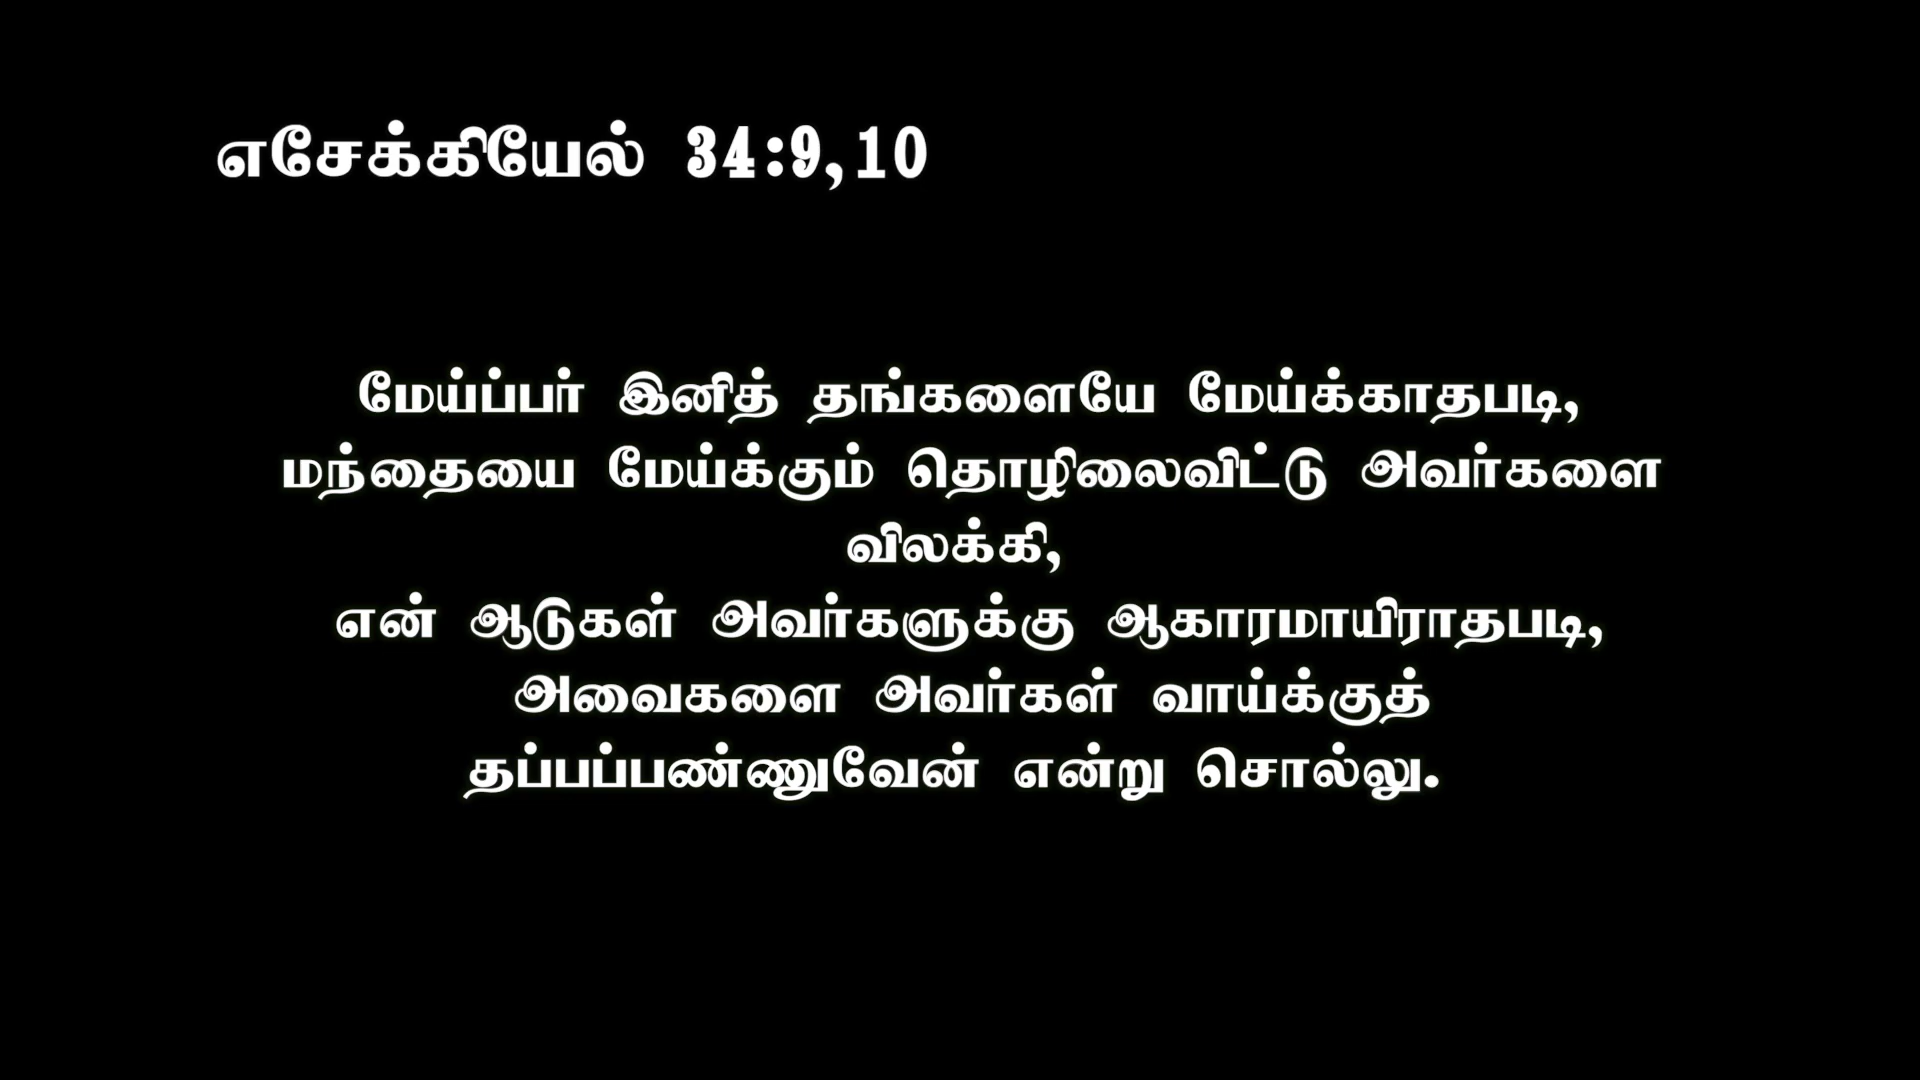 எசேக்கியேல் 34:9,10
மேய்ப்பர் இனித் தங்களையே மேய்க்காதபடி,
மந்தையை மேய்க்கும் தொழிலைவிட்டு அவர்களை
விலக்கி,
என் ஆடுகள் அவர்களுக்கு ஆகாரமாயிராதபடி,
அவைகளை அவர்கள் வாய்க்குத்
தப்பப்பண்ணுவேன் என்று சொல்லு.